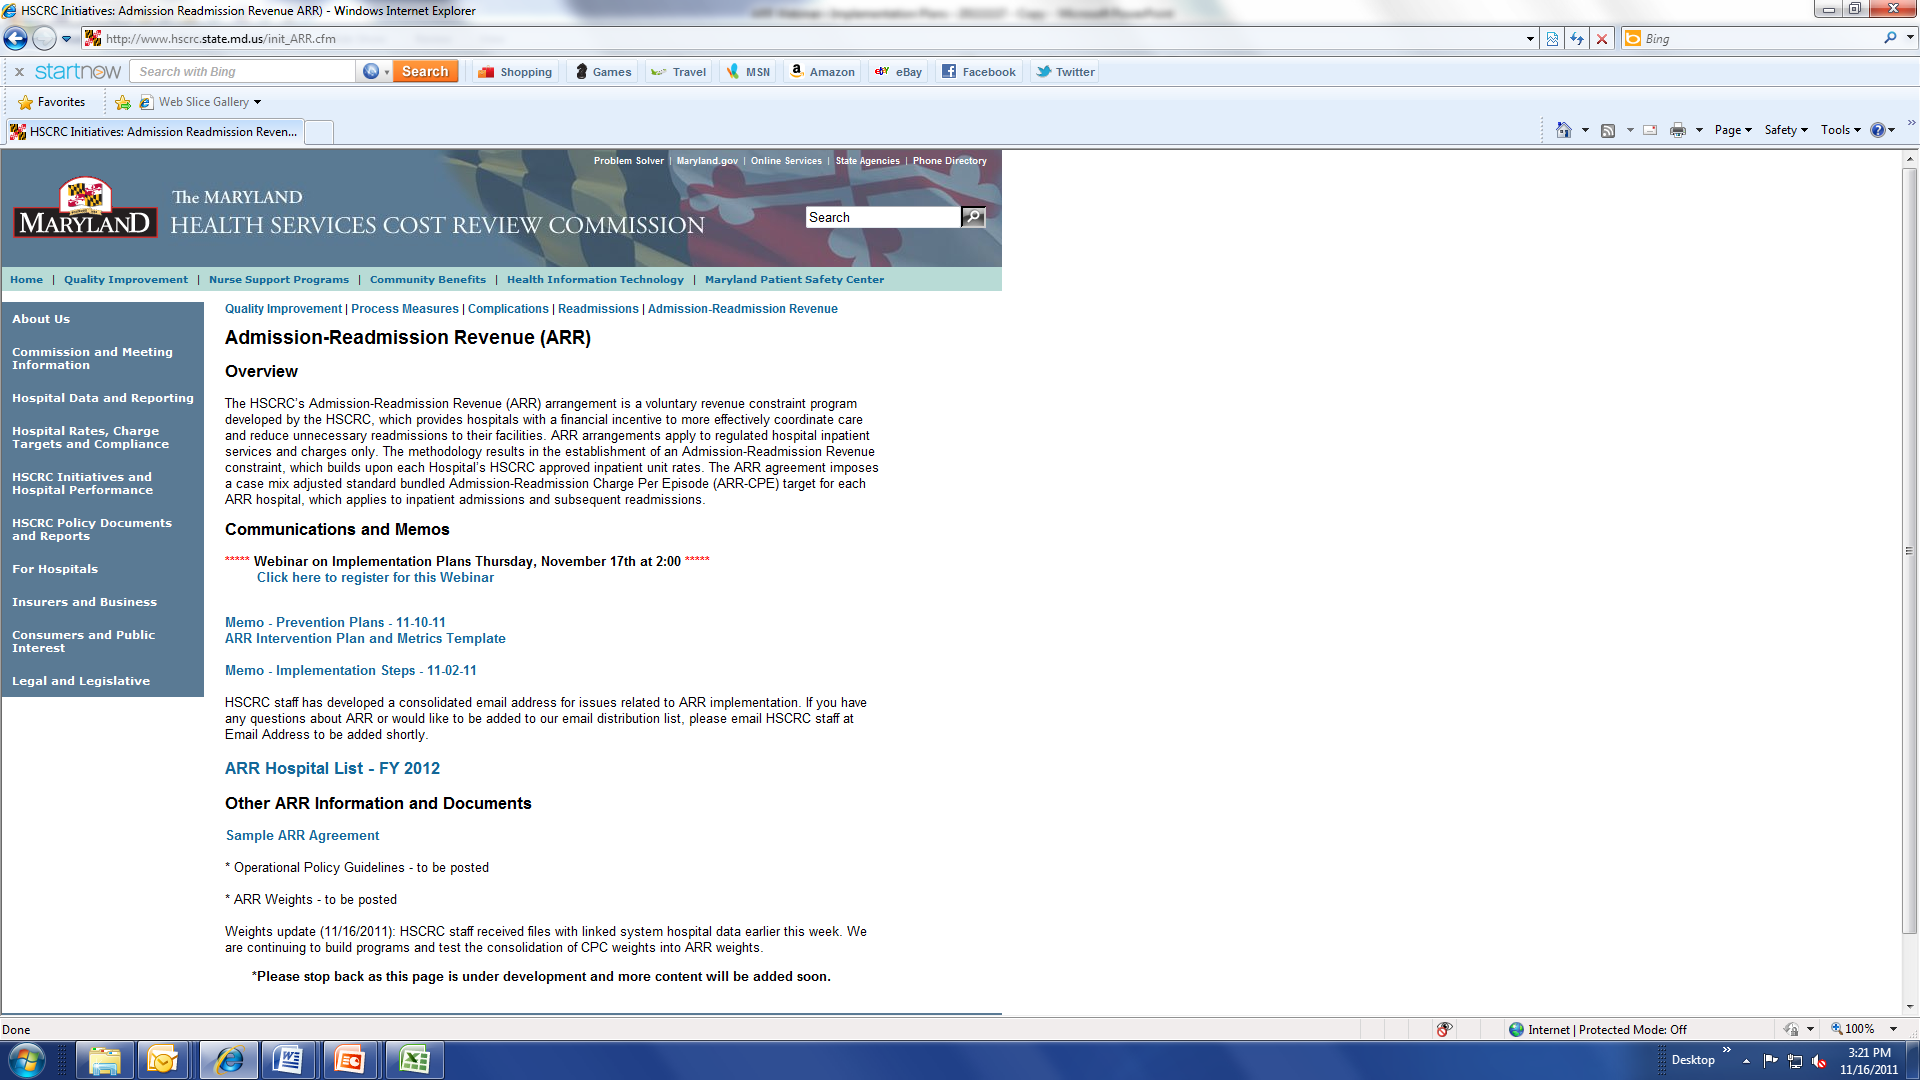 HSCRC Initiatives: Admission Readmission Revenue ARR) - Windows Internet Explorer
http://www.hscrc.state.md.us/init_ARR.cfm
Bing
startnow Search with Bing Search Shopping Games Travel MSN Amazon eBay Facebook Twitter
Favorites Web Slice Gallery
HSCRC Initiatives: Admission Readmission Reven...
Page Safety Tools
Problem Solver | Maryland.gov | Online Services | State Agencies | Phone Directory
MARYLAND
The MARYLAND
HEALTH SERVICES COST REVIEW COMMISSION
Search
Home | Quality Improvement | Nurse Support Programs | Community Benefits | Health Information Technology | Maryland Patient Safety Center
About Us
Commission and Meeting
Information
Hospital Data and Reporting
Hospital Rates, Charge
Targets and Compliance
HSCRC Initiatives and
Hospital Performance
HSCRC Policy Documents
and Reports
For Hospitals
Insurers and Business
Consumers and Public
Interest
Legal and Legislative
Quality Improvement | Process Measures | Complications | Readmissions | Admission-Readmission Revenue
Admission-Readmission Revenue (ARR)
Overview
The HSCRC's Admission-Readmission Revenue (ARR) arrangement is a voluntary revenue constraint program
developed by the HSCRC, which provides hospitals with a financial incentive to more effectively coordinate care
and reduce unnecessary readmissions to their facilities. ARR arrangements apply to regulated hospital inpatient
services and charges only. The methodology results in the establishment of an Admission-Readmission Revenue
constraint, which builds upon each Hospital's HSCRC approved inpatient unit rates. The ARR agreement imposes
a case mix adjusted standard bundled Admission-Readmission Charge Per Episode (ARR-CPE) target for each
ARR hospital, which applies to inpatient admissions and subsequent readmissions.
Communications and Memos
***** Webinar on Implementation Plans Thursday, November 17th at 2:00 *****
Click here to register for this Webinar
Memo - Prevention Plans - 11-10-11
ARR Intervention Plan and Metrics Template
Memo - Implementation Steps - 11-02-11
HSCRC staff has developed a consolidated email address for issues related to ARR implementation. If you have
any questions about ARR or would like to be added to our email distribution list, please email HSCRC staff at
Email Address to be added shortly.
ARR Hospital List - FY 2012
Other ARR Information and Documents
Sample ARR Agreement
* Operational Policy Guidelines - to be posted
* ARR Weights - to be posted
Weights update (11/16/2011): HSCRC staff received files with linked system hospital data earlier this week. We
are continuing to build programs and test the consolidation of CPC weights into ARR weights.
*Please stop back as this page is under development and more content will be added soon.
Done
Internet | Protected Mode: Off
100%
Desktop
3:21 PM
11/16/2011